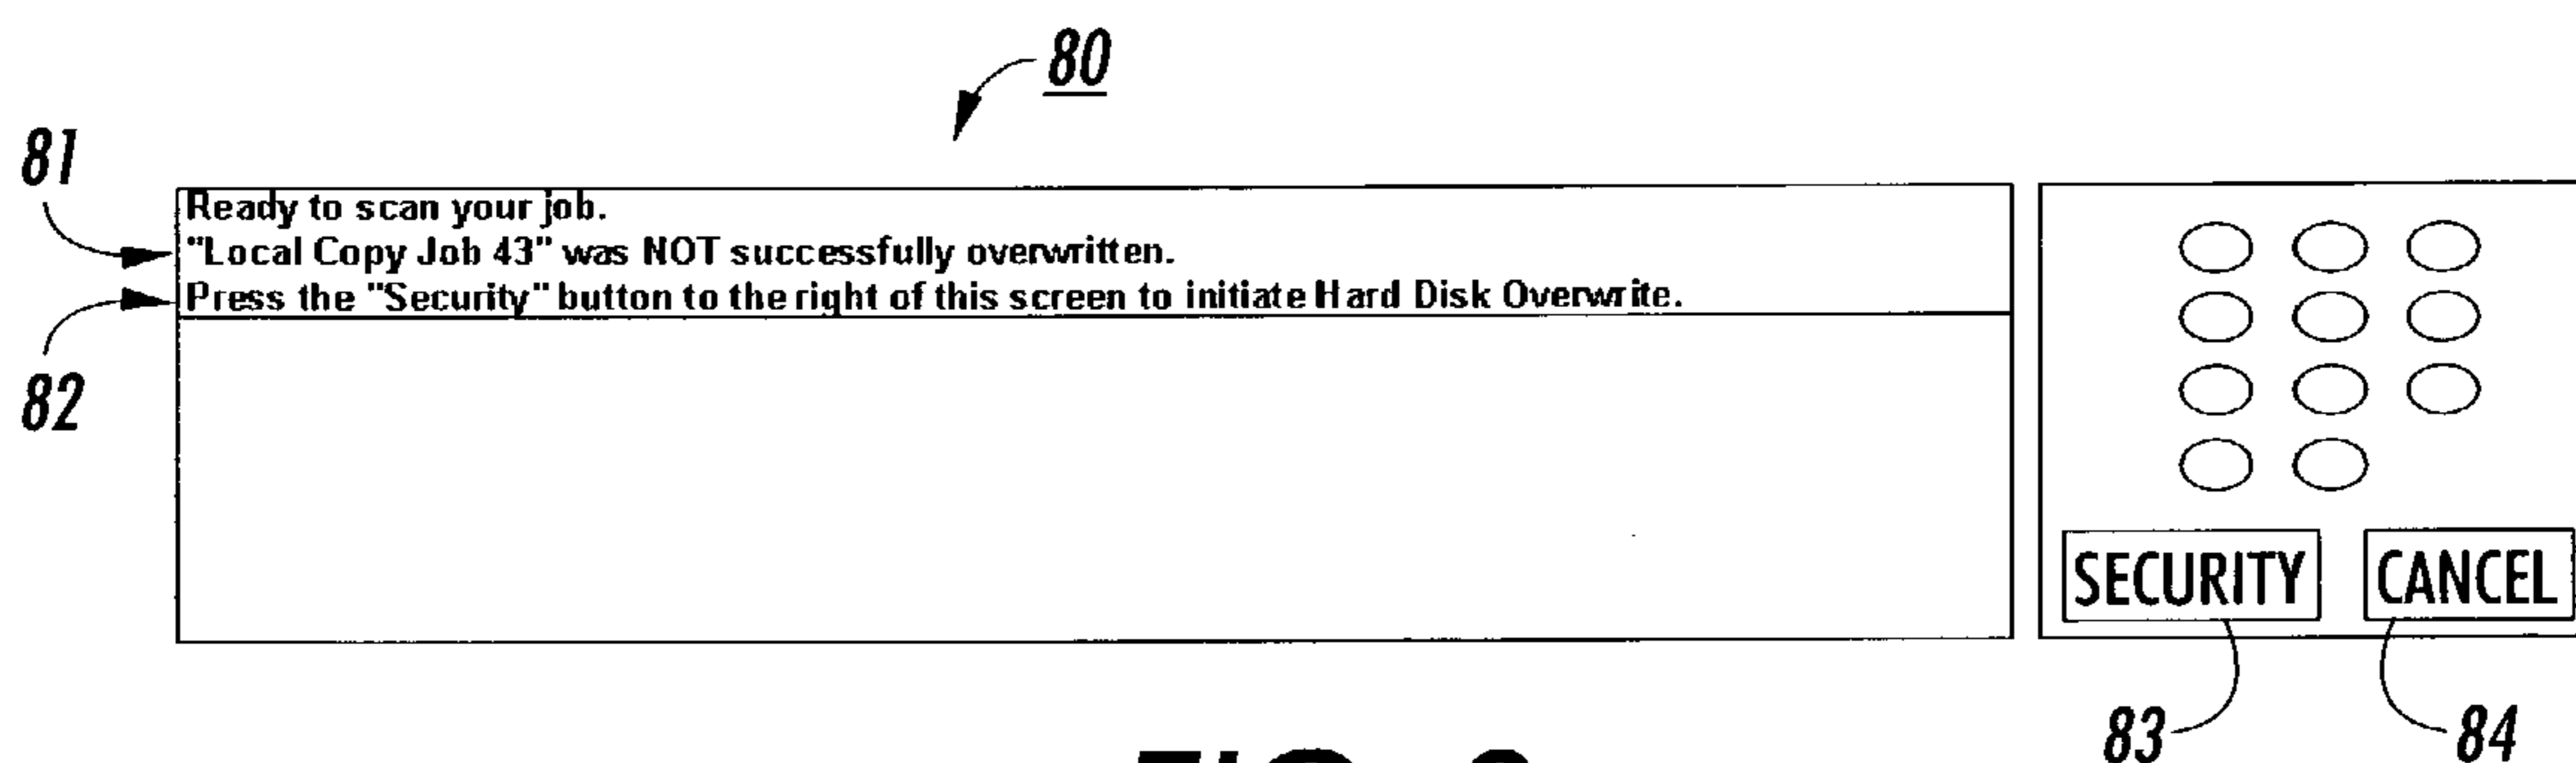 80
81
Ready to scan your job.
"Local Copy Job 43" was NOT successfully overwritten.
Press the "Security" button to the right of this screen to initiate Hard Disk Overwrite.
82
SECURITY CANCEL
83 84